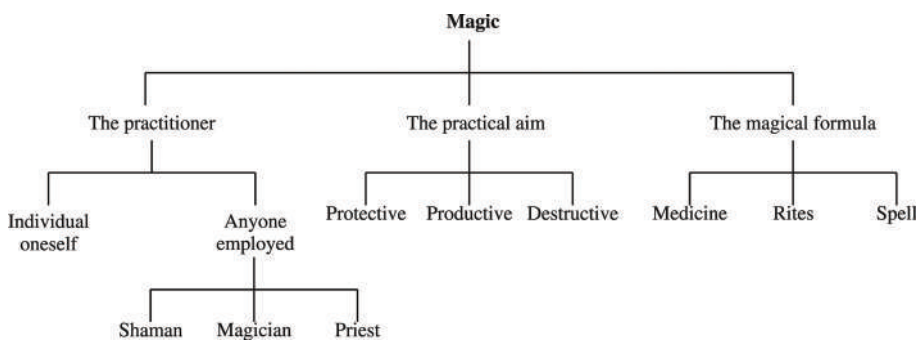 Magic
The practitioner
The practical aim
The magical formula
Individual
oneself
Anyone
employed
Protective
Productive
Destructive
Medicine
Rites
Spell
Shaman
Magician
Priest